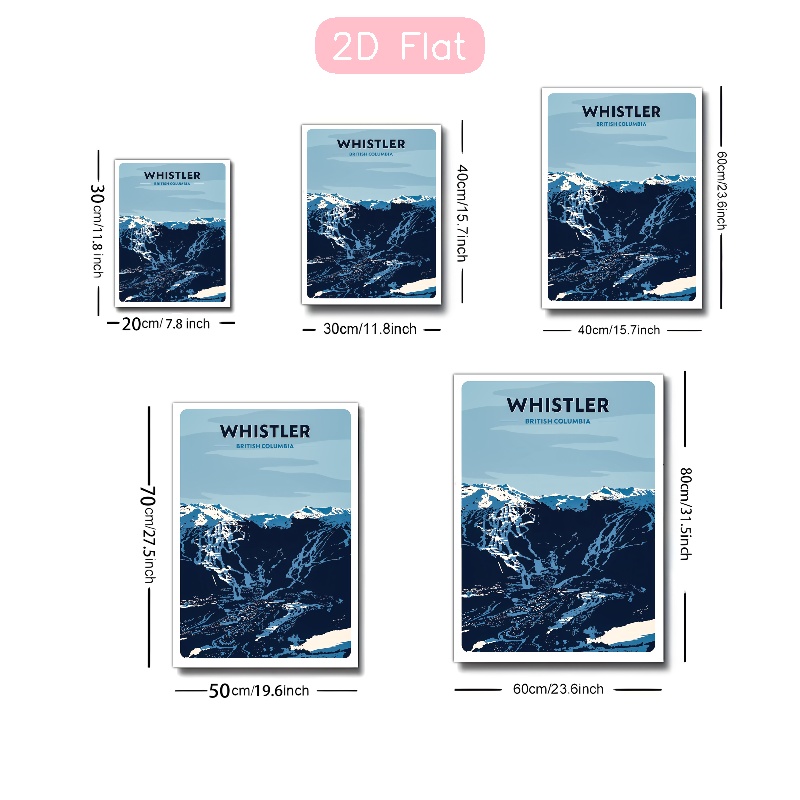 2D Flat
WHISTLER
BRITISH COLUMBIA
30cm/11.8 inch
20cm/ 7.8 inch
WHISTLER
BRITISH COLUMBIA
40cm/15.7inch
30cm/11.8inch
WHISTLER
BRITISH COLUMBIA
60cm/23.6inch
40cm/15.7inch
WHISTLER
BRITISH COLUMBIA
70cm/27.5inch
50cm/19.6inch
WHISTLER
BRITISH COLUMBIA
80cm/31.5inch
60cm/23.6inch